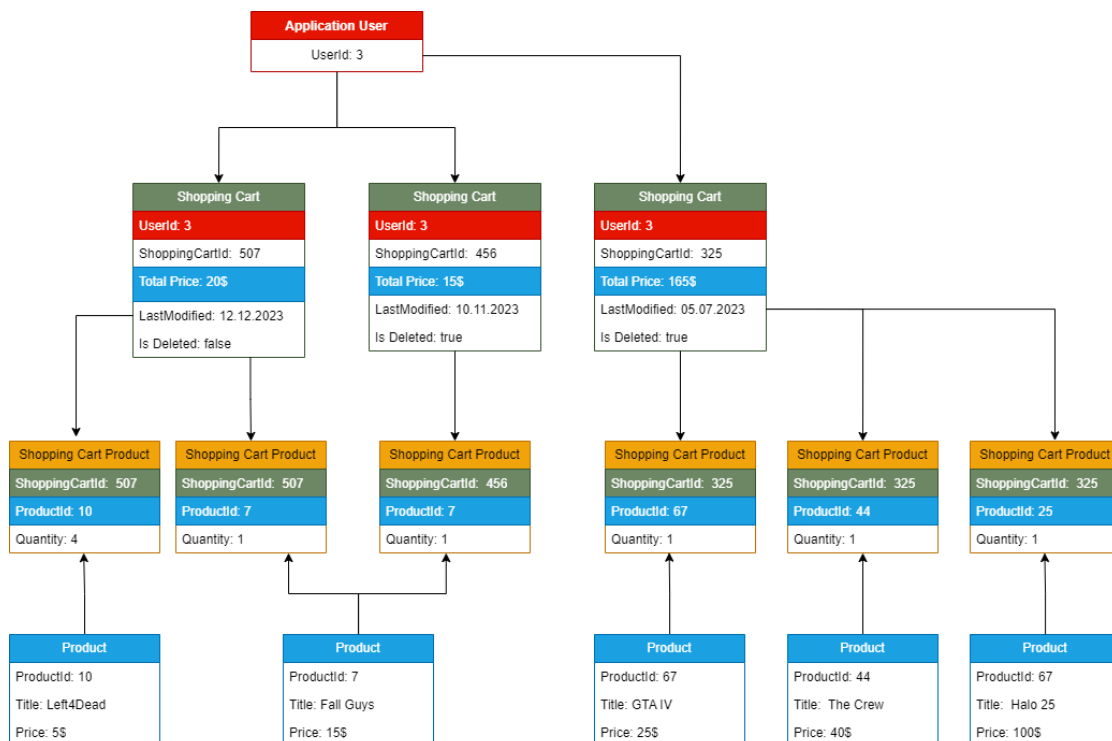 Application User
UserId: 3
Shopping Cart
UserId: 3
ShoppingCartId: 507
Total Price: 20$
LastModified: 12.12.2023
Is Deleted: false
Shopping Cart
UserId: 3
ShoppingCartId: 456
Total Price: 15$
LastModified: 10.11.2023
Is Deleted: true
Shopping Cart
UserId: 3
ShoppingCartId: 325
Total Price: 165$
LastModified: 05.07.2023
Is Deleted: true
Shopping Cart Product
ShoppingCartId: 507
ProductId: 10
Quantity: 4
Shopping Cart Product
ShoppingCartId: 507
ProductId: 7
Quantity: 1
Shopping Cart Product
ShoppingCartId: 456
ProductId: 7
Quantity: 1
Shopping Cart Product
ShoppingCartId: 325
ProductId: 67
Quantity: 1
Shopping Cart Product
ShoppingCartId: 325
ProductId: 44
Quantity: 1
Shopping Cart Product
ShoppingCartId: 325
ProductId: 25
Quantity: 1
Product
ProductId: 10
Title: Left4Dead
Price: 5$
Product
ProductId: 7
Title: Fall Guys
Price: 15$
Product
ProductId: 67
Title: GTA IV
Price: 25$
Product
ProductId: 44
Title: The Crew
Price: 40$
Product
ProductId: 67
Title: Halo 25
Price: 100$